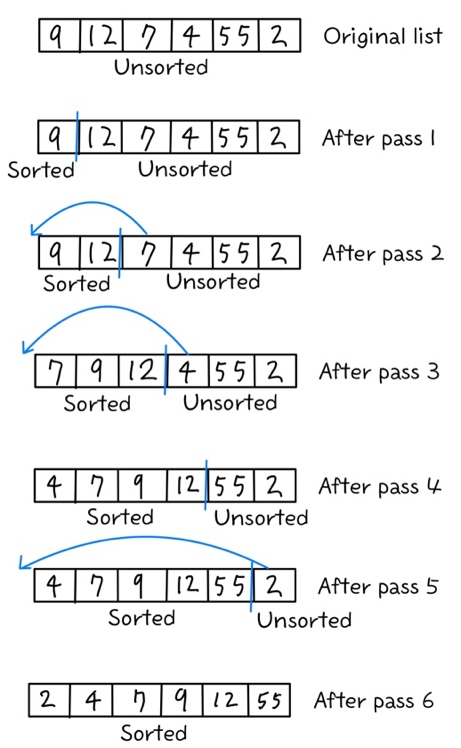 9 12 7 4 55 2 Original list
Unsorted
9 12 7 4 55 2 After pass 1
Sorted Unsorted
9 12 7 4 55 2 After pass 2
Sorted Unsorted
7 9 12 4 55 2 After pass 3
Sorted Unsorted
4 7 9 12 55 2 After pass 4
Sorted Unsorted
4 7 9 12 55 2 After pass 5
Sorted Unsorted
2 4 7 9 12 55 After pass 6
Sorted